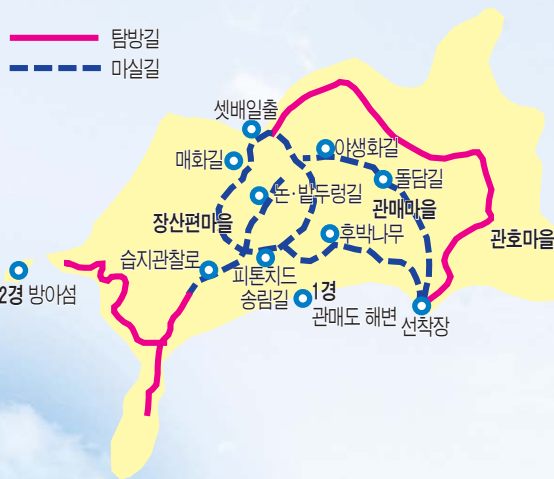 탐방길
마실길
셋배일출
매화길
야생화길
돌담길
논·밭두렁길
장산편마을
관매마을
후박나무
관호마을
습지관찰로
피톤치드
송림길
2경 방아섬
1경
관매도 해변
선착장